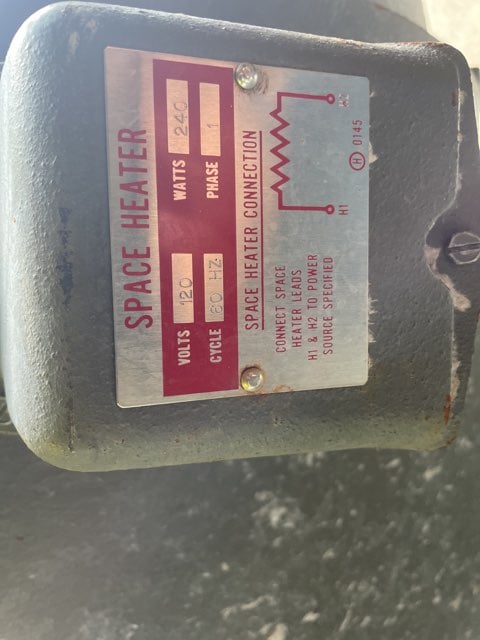 SPACE HEATER
VOLTS 120 WATTS 240
CYCLE 60 HZ PHASE 1
SPACE HEATER CONNECTION
CONNECT SPACE
HEATER LEADS
H1 & H2 TO POWER
SOURCE SPECIFIED
H1
H2
H 0145